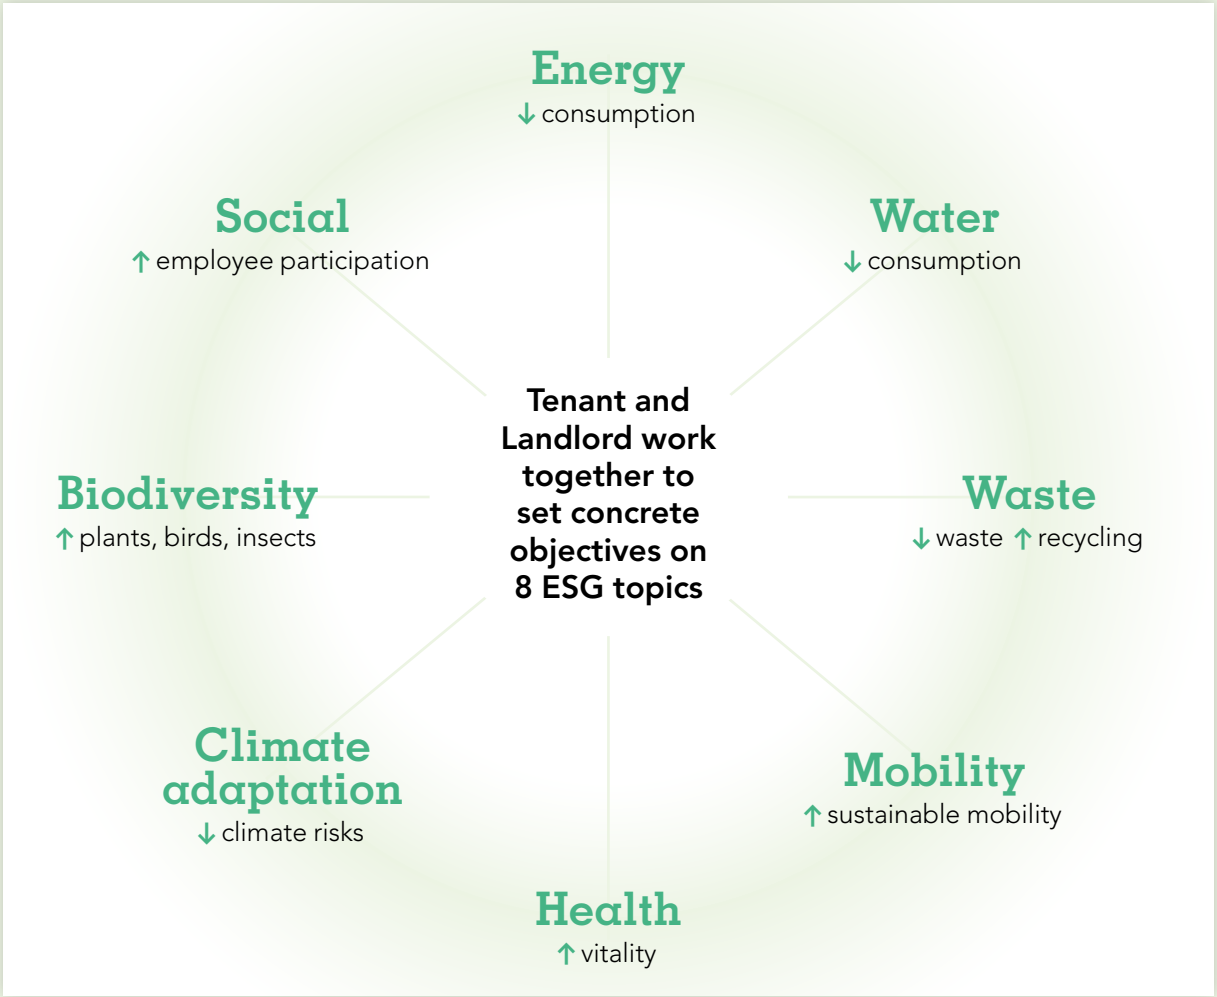 Energy
↓ consumption
Social
↑ employee participation
Water
↓ consumption
Tenant and
Landlord work
together to
set concrete
objectives on
8 ESG topics
Biodiversity
↑ plants, birds, insects
Waste
↓ waste ↑ recycling
Climate
adaptation
↓ climate risks
Mobility
↑ sustainable mobility
Health
↑ vitality